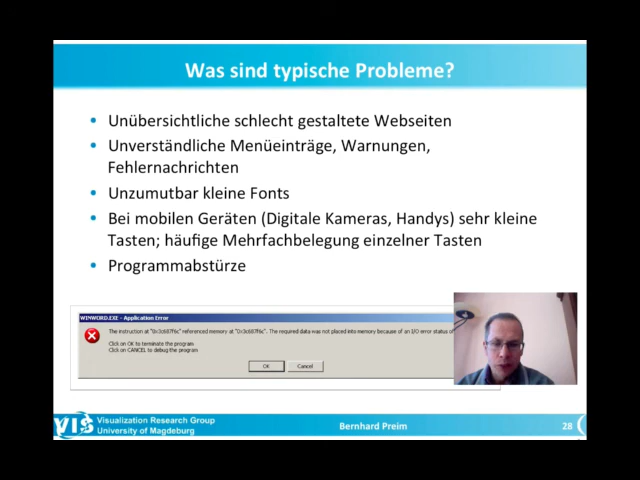 Was sind typische Probleme?
• Unübersichtliche schlecht gestaltete Webseiten
• Unverständliche Menüeinträge, Warnungen,
Fehlernachrichten
• Unzumutbar kleine Fonts
• Bei mobilen Geräten (Digitale Kameras, Handys) sehr kleine
Tasten; häufige Mehrfachbelegung einzelner Tasten
• Programmabstürze
WINWORD.EXE - Application Error
The instruction at referenced memory at The required data was not placed into memory because of an I/O error status of
Click on OK to terminate the program
Click on CANCEL to debug the program
OK Cancel
VIS Visualization Research Group
University of Magdeburg
Bernhard Preim
28